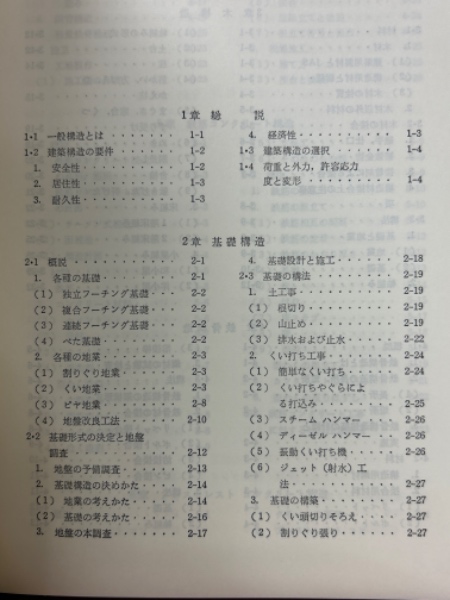 1章 総説
1・1 一般構造とは ········ 1-1
1・2 建築構造の要件 ······· 1-2
1. 安全性 ·········· 1-2
2. 居住性 ·········· 1-3
3. 耐久性 ·········· 1-3
4. 経済性 ·········· 1-3
1・3 建築構造の選択 ······· 1-4
1・4 荷重と外力，許容応力
度と変形 ········ 1-4
2章 基礎構造
2・1 概説 ··········· 2-1
1. 各種の基礎 ········ 2-1
(1) 独立フーチング基礎 ··· 2-2
(2) 複合フーチング基礎 ··· 2-2
(3) 連続フーチング基礎 ··· 2-2
(4) べた基礎 ········ 2-2
2. 各種の地業 ········ 2-3
(1) 割りぐり地業 ······ 2-3
(2) くい地業 ········ 2-3
(3) ピヤ地業 ········ 2-8
(4) 地盤改良工法 ······ 2-10
2・2 基礎形式の決定と地盤
調査 ··········· 2-12
1. 地盤の予備調査 ······ 2-13
2. 基礎構造の決めかた ···· 2-14
(1) 地業の考えかた ····· 2-14
(2) 基礎の考えかた ····· 2-16
3. 地盤の本調査 ······· 2-17
4. 基礎設計と施工 ······ 2-18
2・3 基礎の構法 ········ 2-19
1. 土工事 ·········· 2-19
(1) 根切り ········· 2-19
(2) 山止め ········· 2-19
(3) 排水および止水 ····· 2-22
2. くい打ち工事 ······· 2-24
(1) 簡単なくい打ち ····· 2-24
(2) くい打ちやぐらによ
る打込み ········ 2-25
(3) スチーム ハンマー ··· 2-26
(4) ディーゼル ハンマー ·· 2-26
(5) 振動くい打ち機 ····· 2-26
(6) ジェット（射水）工
法 ··········· 2-27
3. 基礎の構築 ········ 2-27
(1) くい頭切りそろえ ···· 2-27
(2) 割りぐり張り ······ 2-27